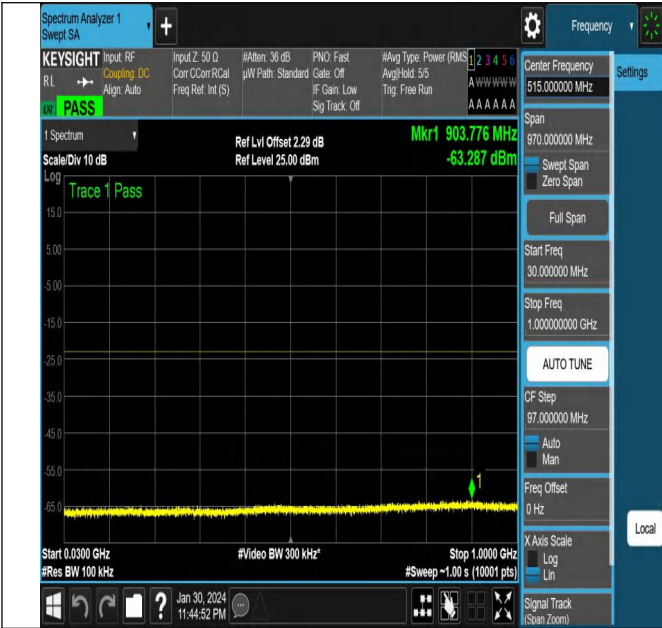 Spectrum Analyzer 1
Swept SA
Frequency
KEYSIGHT
RL
PASS
Input: RF
Coupling: DC
Align: Auto
Input Z: 50 Ω
Corr CCorr RCal
Freq Ref: Int (S)
#Atten: 36 dB
µW Path: Standard
PNO: Fast
Gate: Off
IF Gain: Low
Sig Track: Off
#Avg Type: Power (RMS
Avg|Hold: 5/5
Trig: Free Run
1 2 3 4 5 6
A W W W W W
A A A A A A
1 Spectrum
Scale/Div 10 dB
Log
Ref Lvl Offset 2.29 dB
Ref Level 25.00 dBm
Mkr1 903.776 MHz
-63.287 dBm
Trace 1 Pass
15.0
5.00
-5.00
-15.0
-25.0
-35.0
-45.0
-55.0
-65.0
1
Start 0.0300 GHz
#Res BW 100 kHz
#Video BW 300 kHz*
Stop 1.0000 GHz
#Sweep ~1.00 s (10001 pts)
Jan 30, 2024
11:44:52 PM
Center Frequency
515.000000 MHz
Span
970.000000 MHz
Swept Span
Zero Span
Full Span
Start Freq
30.000000 MHz
Stop Freq
1.000000000 GHz
AUTO TUNE
CF Step
97.000000 MHz
Auto
Man
Freq Offset
0 Hz
X Axis Scale
Log
Lin
Signal Track
(Span Zoom)
Settings
Local